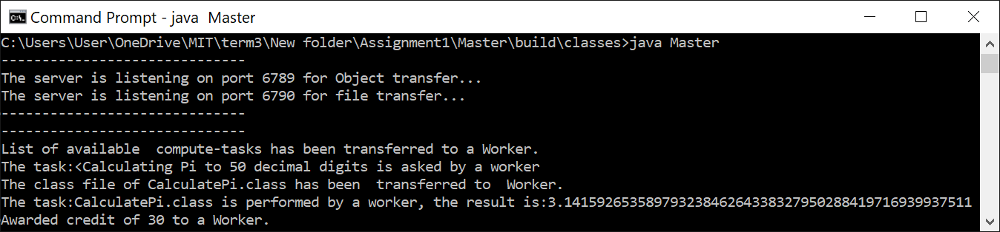 Command Prompt - java  Master
C:\Users\User\OneDrive\MIT\term3\New folder\Assignment1\Master\build\classes>java Master
------------------------------
The server is listening on port 6789 for Object transfer...
The server is listening on port 6790 for file transfer...
------------------------------
------------------------------
List of available  compute-tasks has been transferred to a Worker.
The task:<Calculating Pi to 50 decimal digits is asked by a worker
The class file of CalculatePi.class has been  transferred to  Worker.
The task:CalculatePi.class is performed by a worker, the result is:3.14159265358979323846264338327950288419716939937511
Awarded credit of 30 to a Worker.